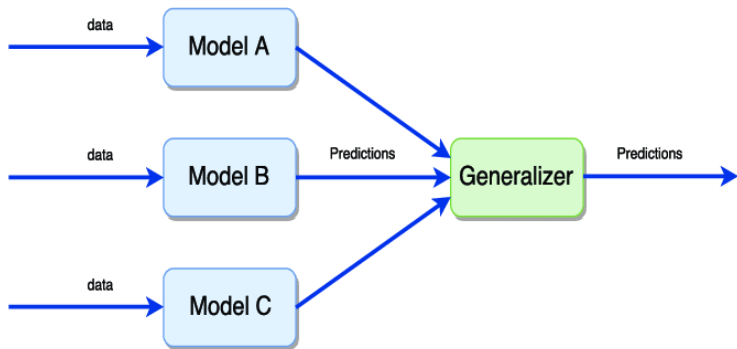 data
Model A
data
Model B
Predictions
Generalizer
Predictions
data
Model C